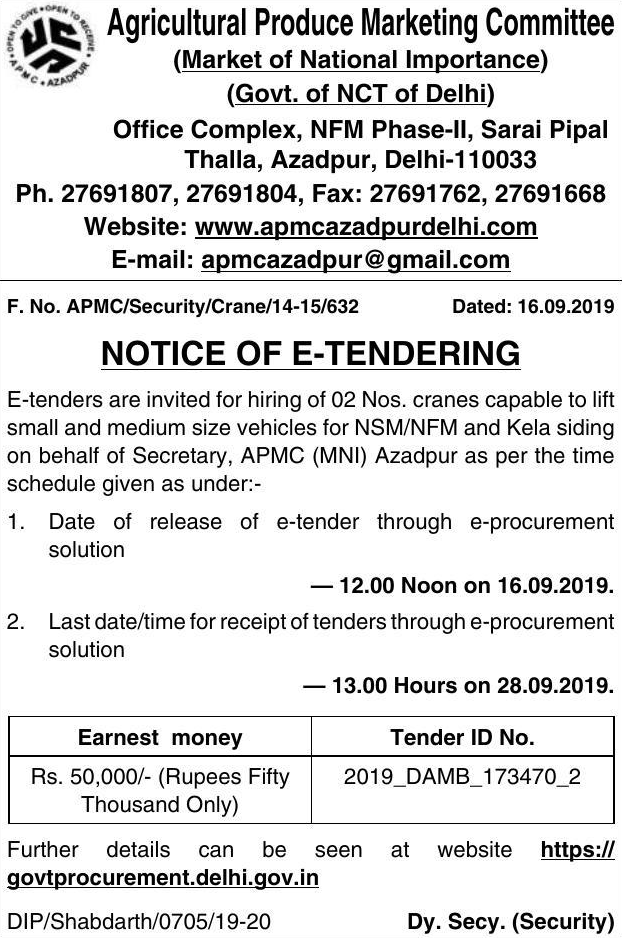 OPEN TO GIVE • OPEN TO RECEIVE
• APMC • AZADPUR
Agricultural Produce Marketing Committee
(Market of National Importance)
(Govt. of NCT of Delhi)
Office Complex, NFM Phase-II, Sarai Pipal
Thalla, Azadpur, Delhi-110033
Ph. 27691807, 27691804, Fax: 27691762, 27691668
Website: www.apmcazadpurdelhi.com
E-mail: apmcazadpur@gmail.com
F. No. APMC/Security/Crane/14-15/632 Dated: 16.09.2019
NOTICE OF E-TENDERING
E-tenders are invited for hiring of 02 Nos. cranes capable to lift
small and medium size vehicles for NSM/NFM and Kela siding
on behalf of Secretary, APMC (MNI) Azadpur as per the time
schedule given as under:-
1. Date of release of e-tender through e-procurement
solution
— 12.00 Noon on 16.09.2019.
2. Last date/time for receipt of tenders through e-procurement
solution
— 13.00 Hours on 28.09.2019.
Earnest money Tender ID No.
Rs. 50,000/- (Rupees Fifty 2019_DAMB_173470_2
Thousand Only)
Further details can be seen at website https://
govtprocurement.delhi.gov.in
DIP/Shabdarth/0705/19-20 Dy. Secy. (Security)